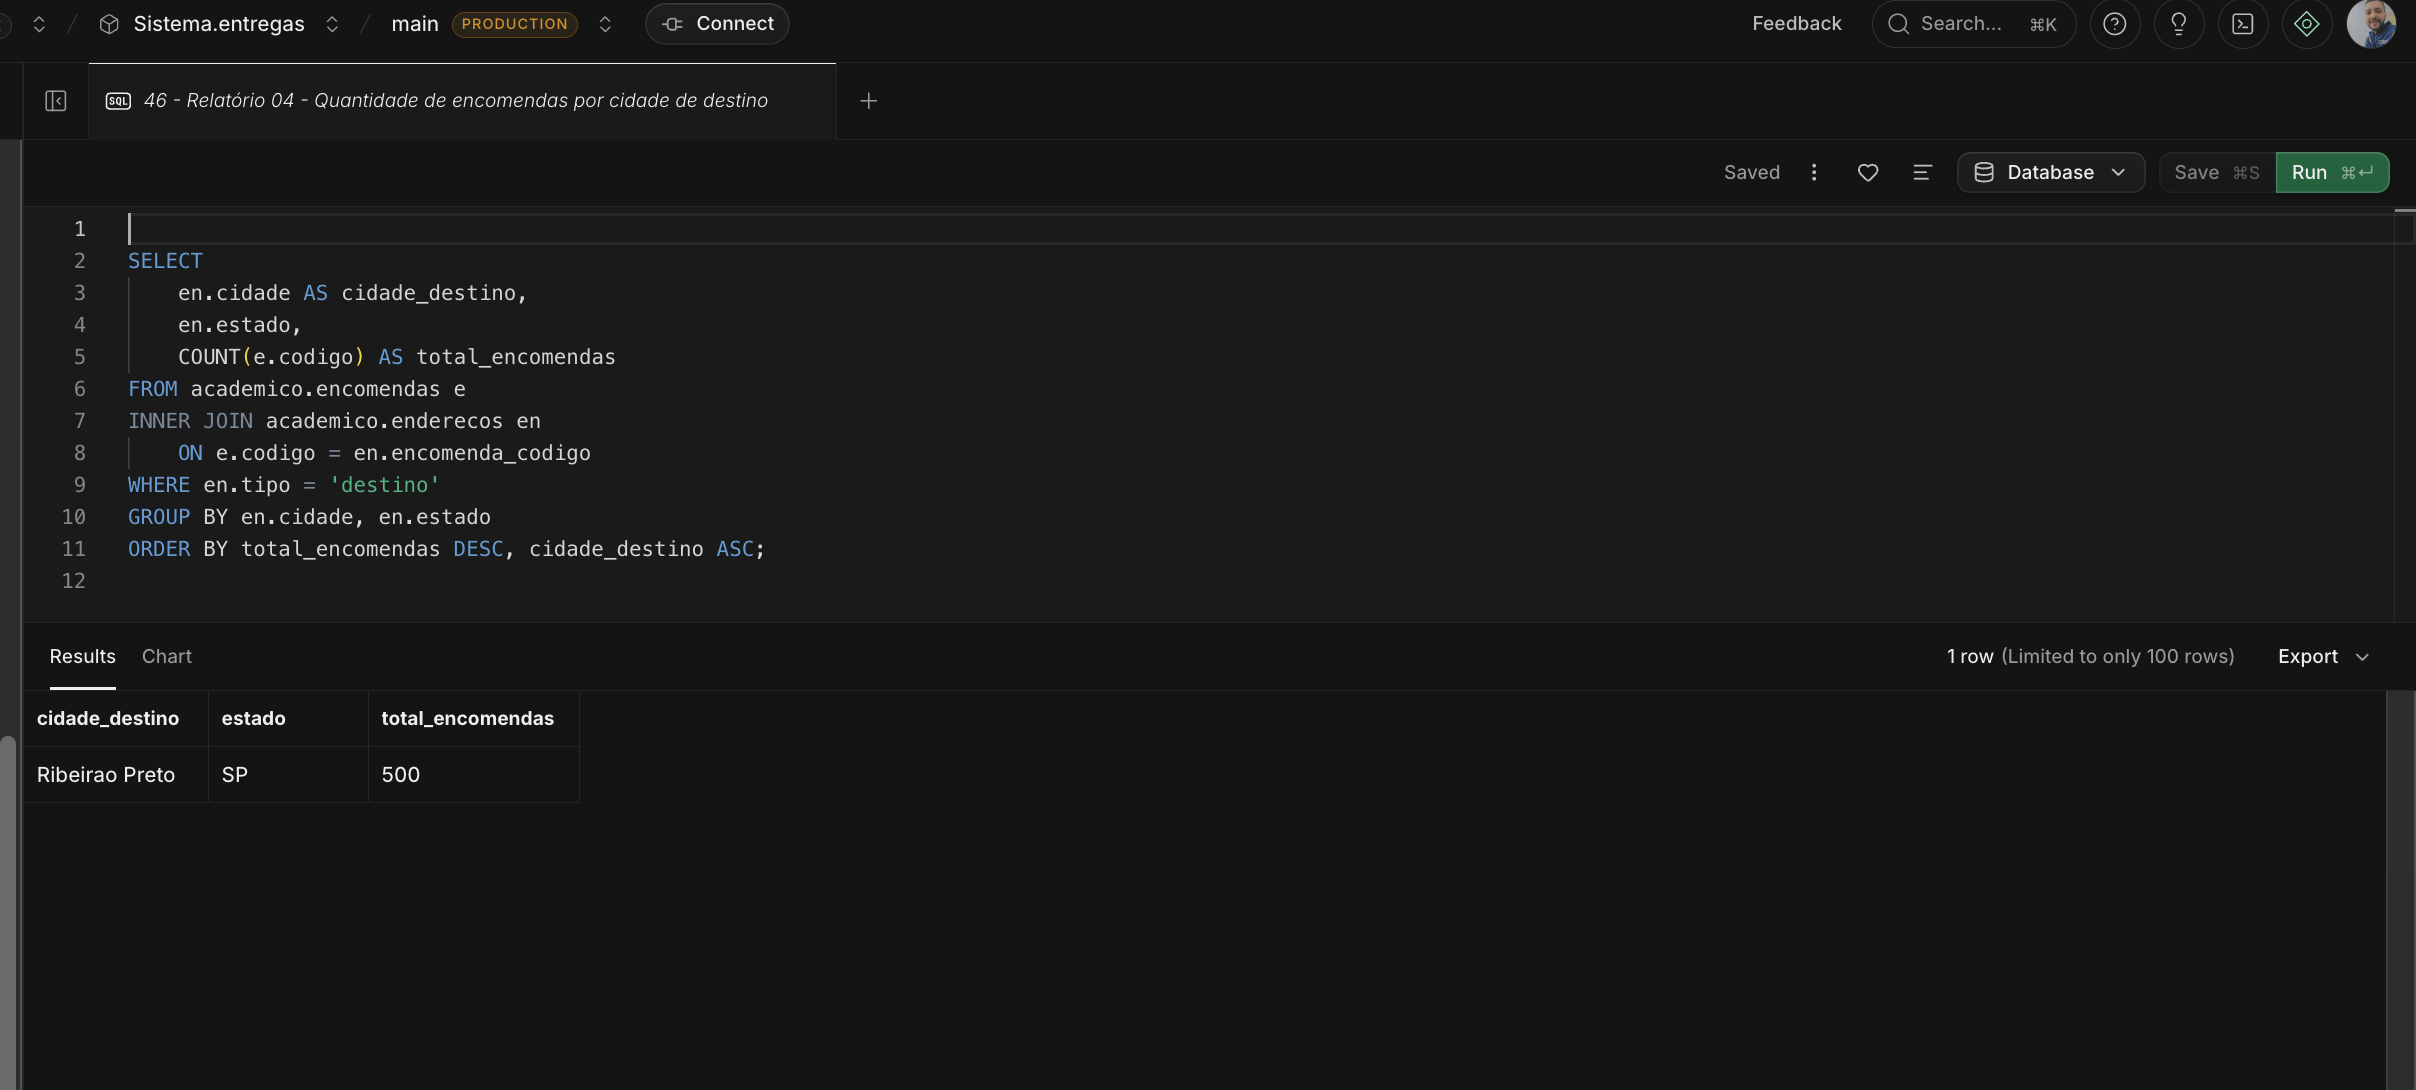 Sistema.entregas / main PRODUCTION Connect Feedback Search... ⌘K
SQL 46 - Relatório 04 - Quantidade de encomendas por cidade de destino
Saved Database Save ⌘S Run ⌘↵
1
2 SELECT
3 en.cidade AS cidade_destino,
4 en.estado,
5 COUNT(e.codigo) AS total_encomendas
6 FROM academico.encomendas e
7 INNER JOIN academico.enderecos en
8 ON e.codigo = en.encomenda_codigo
9 WHERE en.tipo = 'destino'
10 GROUP BY en.cidade, en.estado
11 ORDER BY total_encomendas DESC, cidade_destino ASC;
12
Results Chart 1 row (Limited to only 100 rows) Export
cidade_destino estado total_encomendas
Ribeirao Preto SP 500